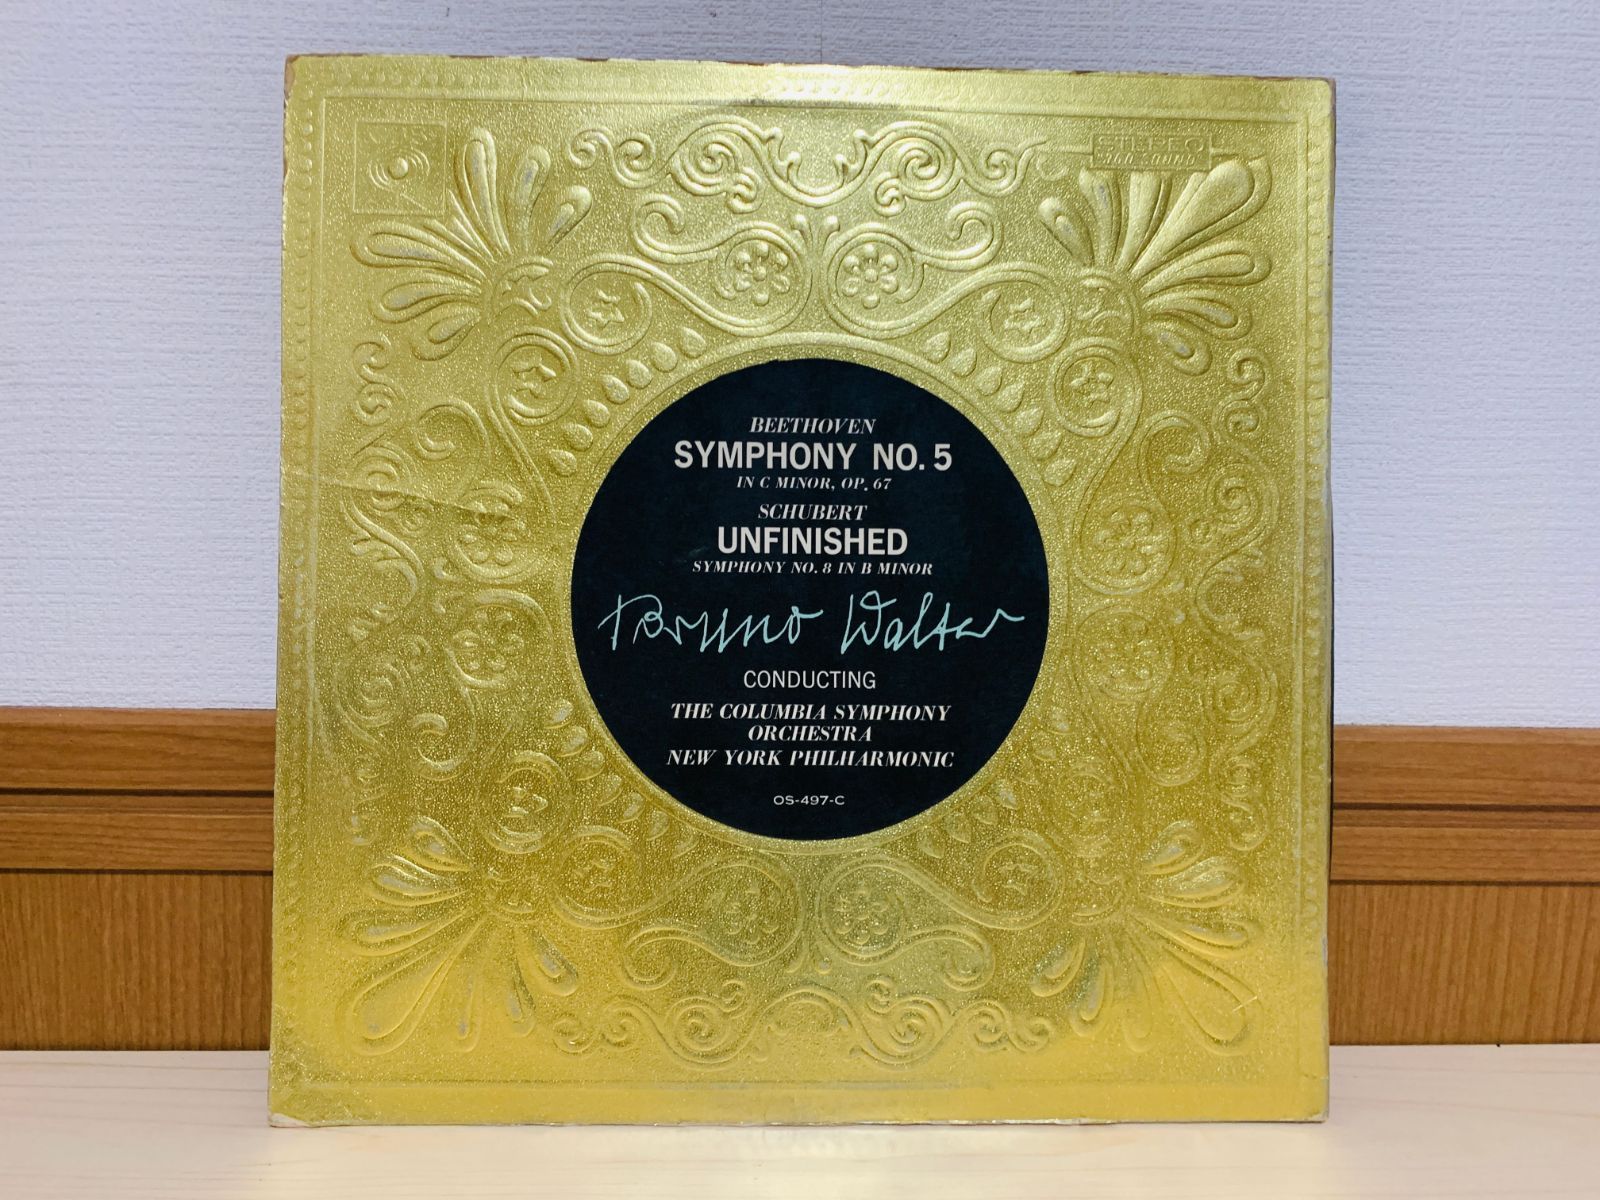 STEREO
360 SOUND
BEETHOVEN
SYMPHONY NO. 5
IN C MINOR, OP. 67
SCHUBERT
UNFINISHED
SYMPHONY NO. 8 IN B MINOR
Bruno Walter
CONDUCTING
THE COLUMBIA SYMPHONY
ORCHESTRA
NEW YORK PHILHARMONIC
OS-497-C